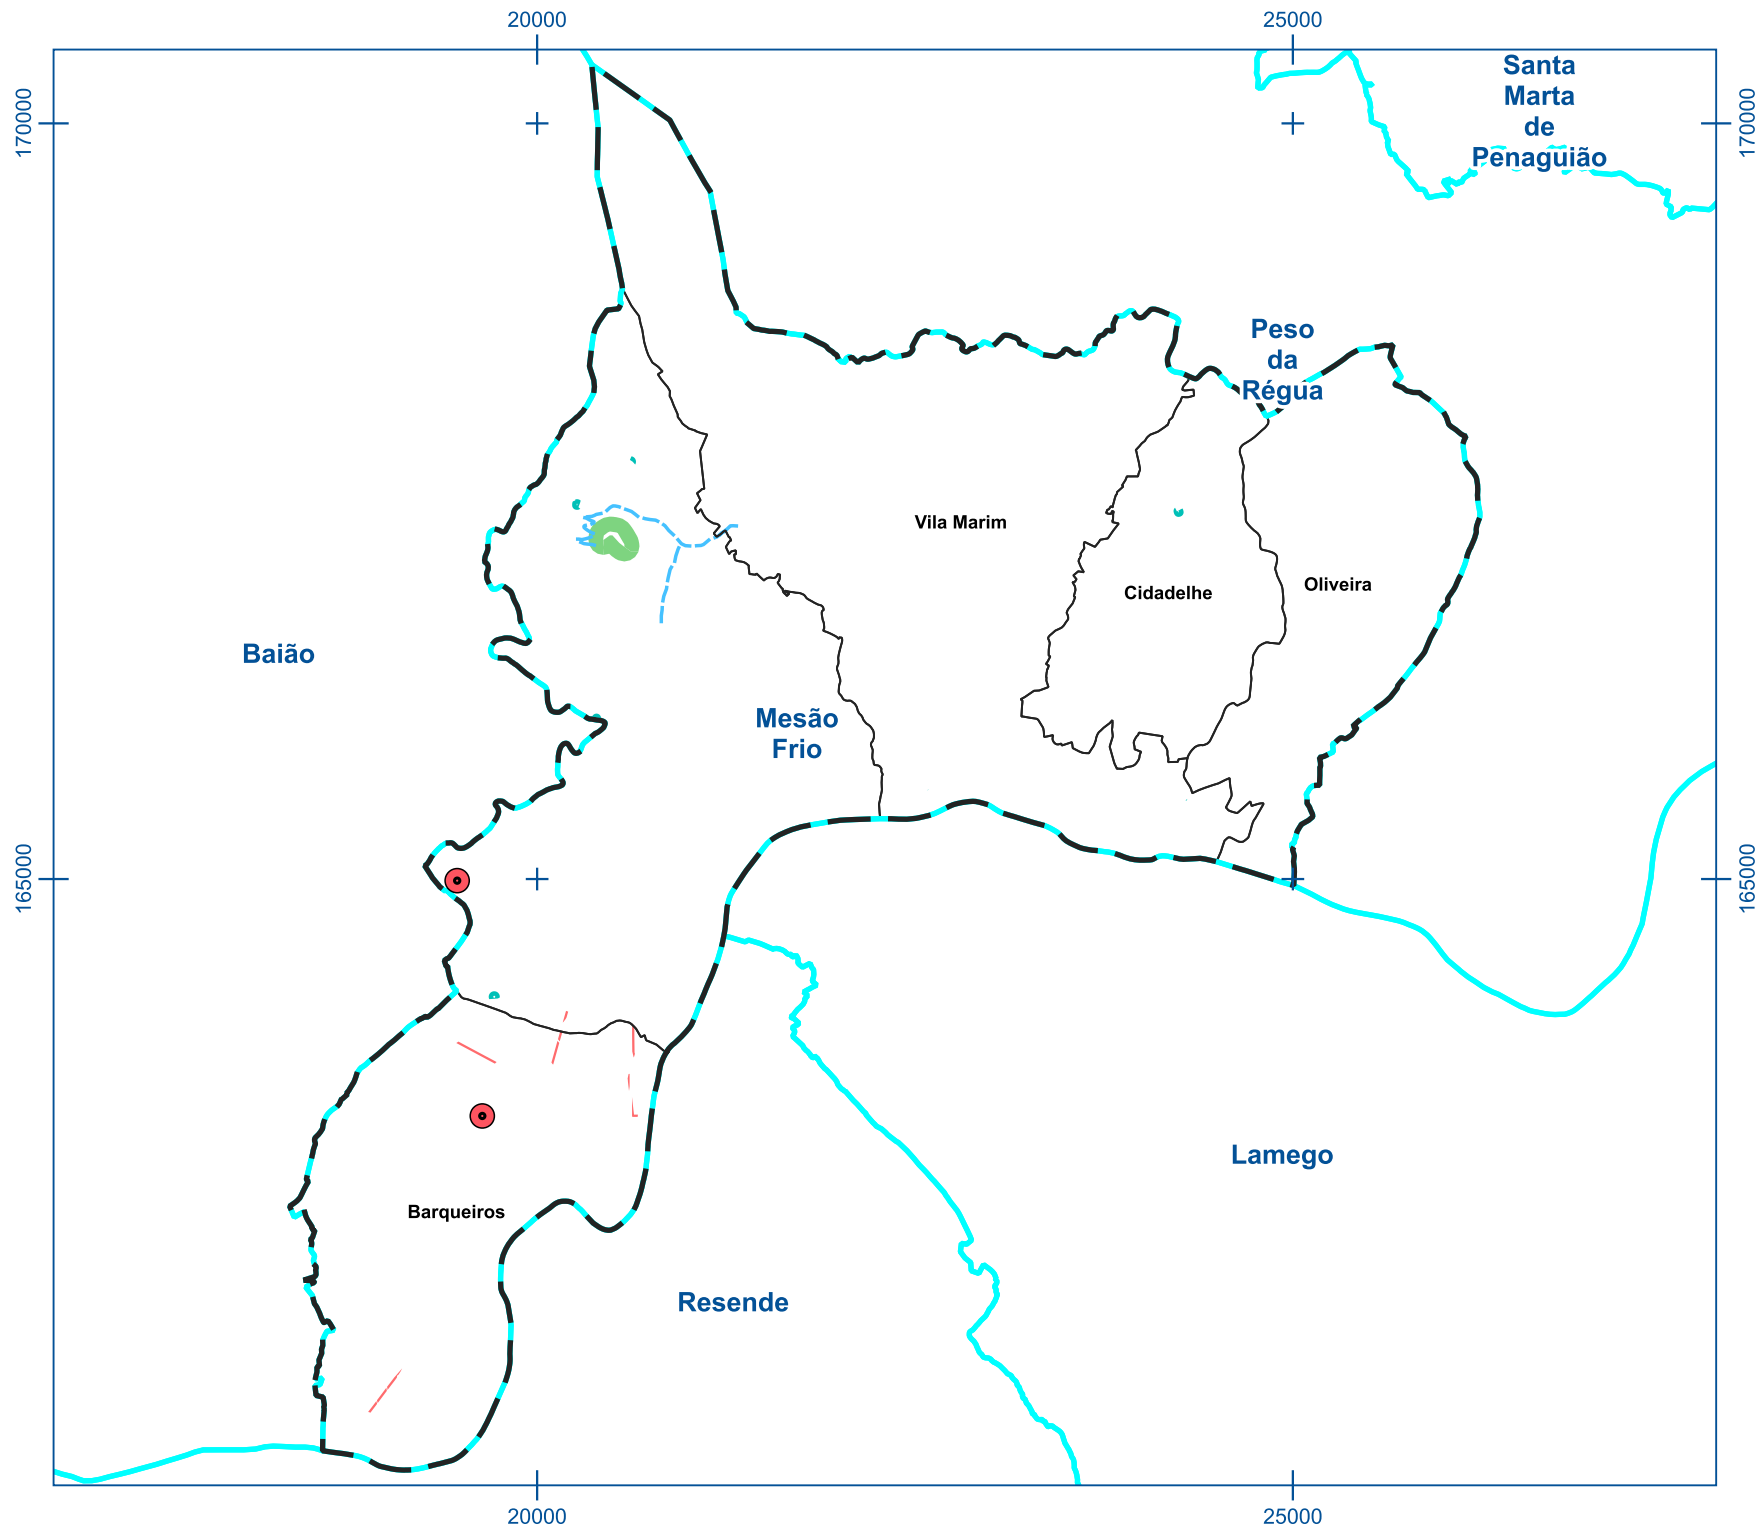 20000
25000
170000
170000
Santa
Marta
de
Penaguião
Peso
da
Régua
Vila Marim
Cidadelhe
Oliveira
Baião
Mesão
Frio
165000
165000
Lamego
Barqueiros
Resende
20000
25000